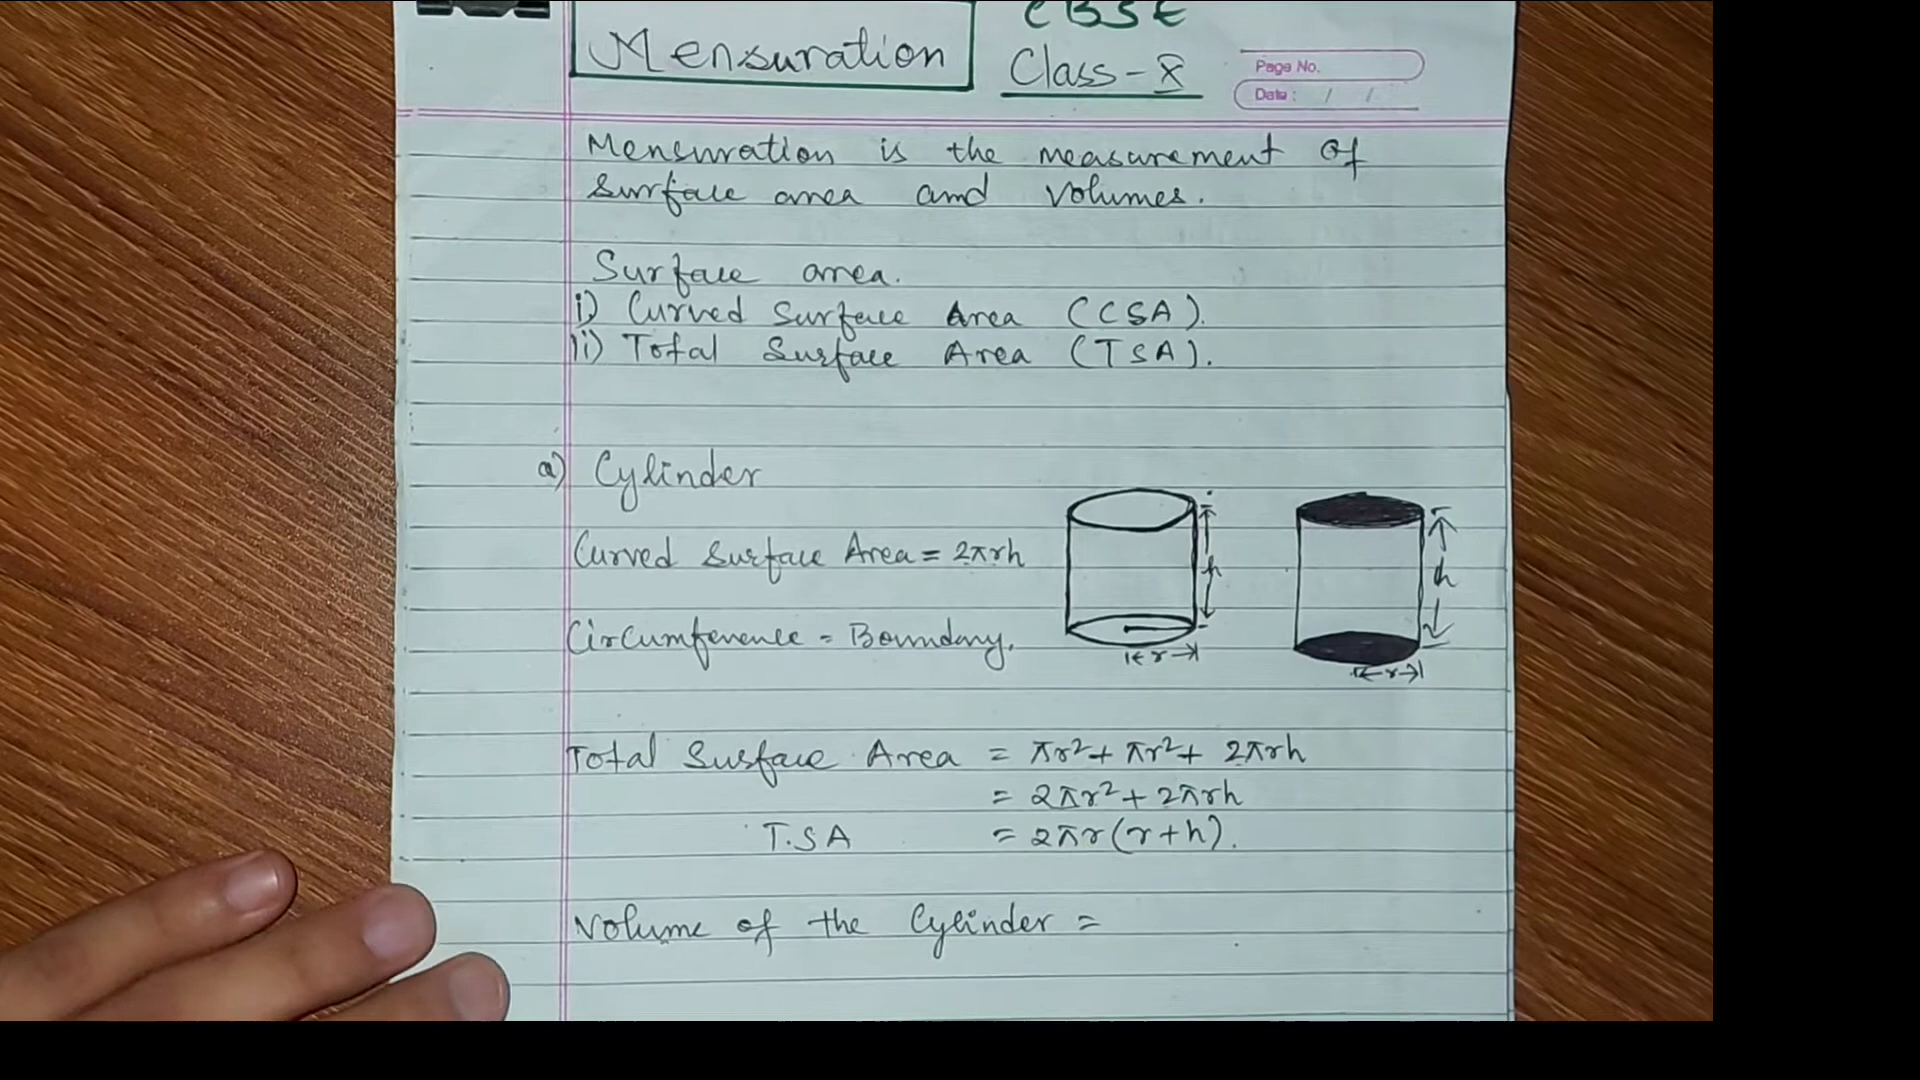 CBSE
Mensuration
Class - X
Page No.
Date : / /
Mensuration is the measurement of
surface area and volumes.
Surface area.
i) Curved Surface Area (CSA).
ii) Total Surface Area (TSA).
a) Cylinder
Curved Surface Area = 2πrh
h
h
Circumference = Boundary.
r
r
Total Surface Area = πr² + πr² + 2πrh
= 2πr² + 2πrh
T.S A = 2πr(r+h).
Volume of the Cylinder =